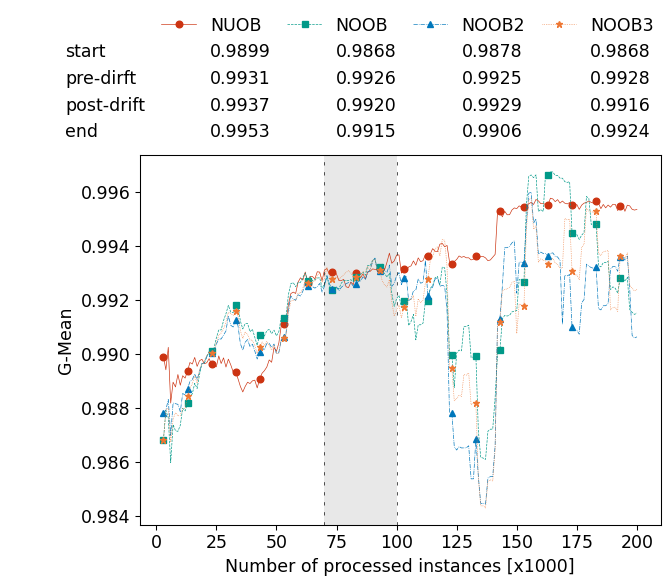 NUOB NOOB NOOB2 NOOB3
start 0.9899 0.9868 0.9878 0.9868
pre-dirft 0.9931 0.9926 0.9925 0.9928
post-drift 0.9937 0.9920 0.9929 0.9916
end 0.9953 0.9915 0.9906 0.9924
G-Mean
0.996
0.994
0.992
0.990
0.988
0.986
0.984
0 25 50 75 100 125 150 175 200
Number of processed instances [x1000]